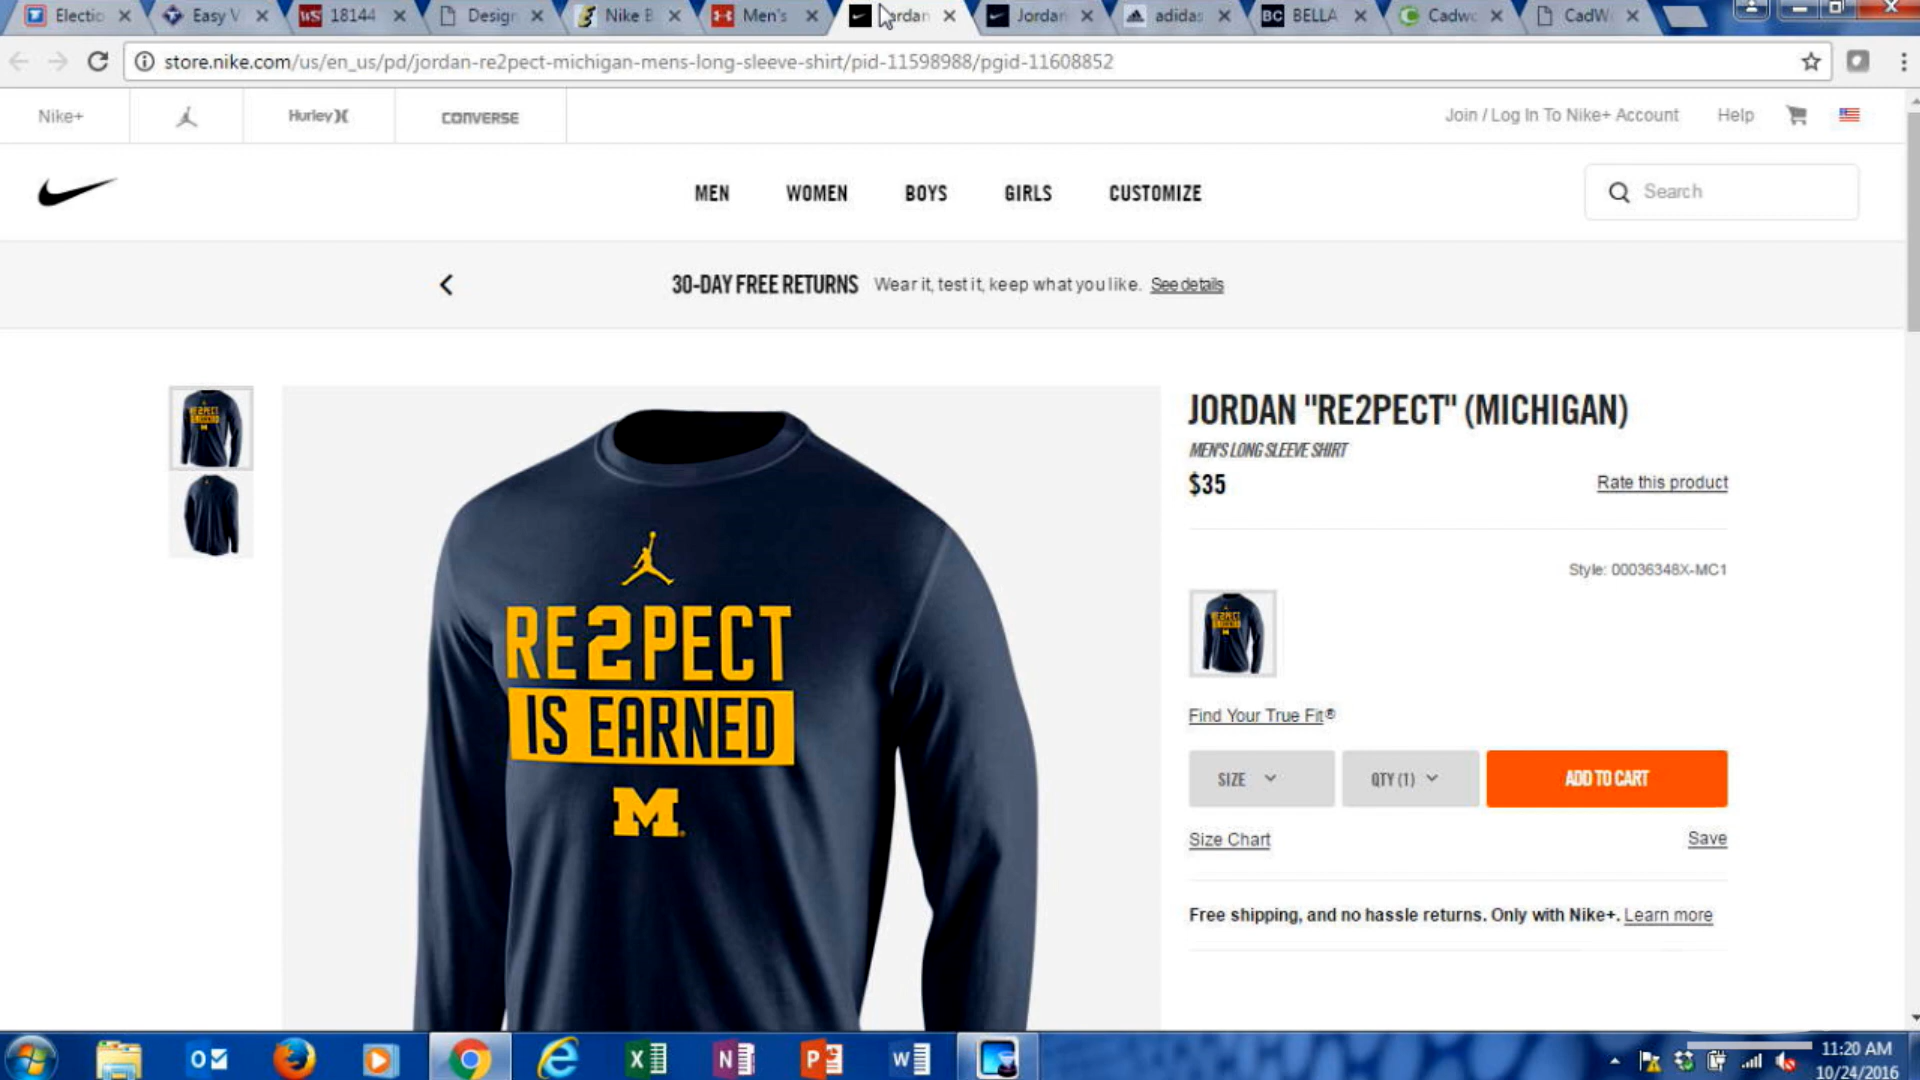 Electio
Easy V
WS 18144
Design
Nike B
Men's
Jordan
adidas
BC BELLA
Cadwo
CadW
store.nike.com/us/en_us/pd/jordan-re2pect-michigan-mens-long-sleeve-shirt/pid-11598988/pgid-11608852
Nike+
Hurley
CONVERSE
Join / Log In To Nike+ Account
Help
MEN
WOMEN
BOYS
GIRLS
CUSTOMIZE
Search
30-DAY FREE RETURNS Wear it, test it, keep what you like. See details
JORDAN "RE2PECT" (MICHIGAN)
MEN'S LONG SLEEVE SHIRT
$35
Rate this product
Style: 00036348X-MC1
RE2PECT
IS EARNED
M
Find Your True Fit®
SIZE
QTY (1)
ADD TO CART
Size Chart
Save
Free shipping, and no hassle returns. Only with Nike+. Learn more
11:20 AM
10/24/2016